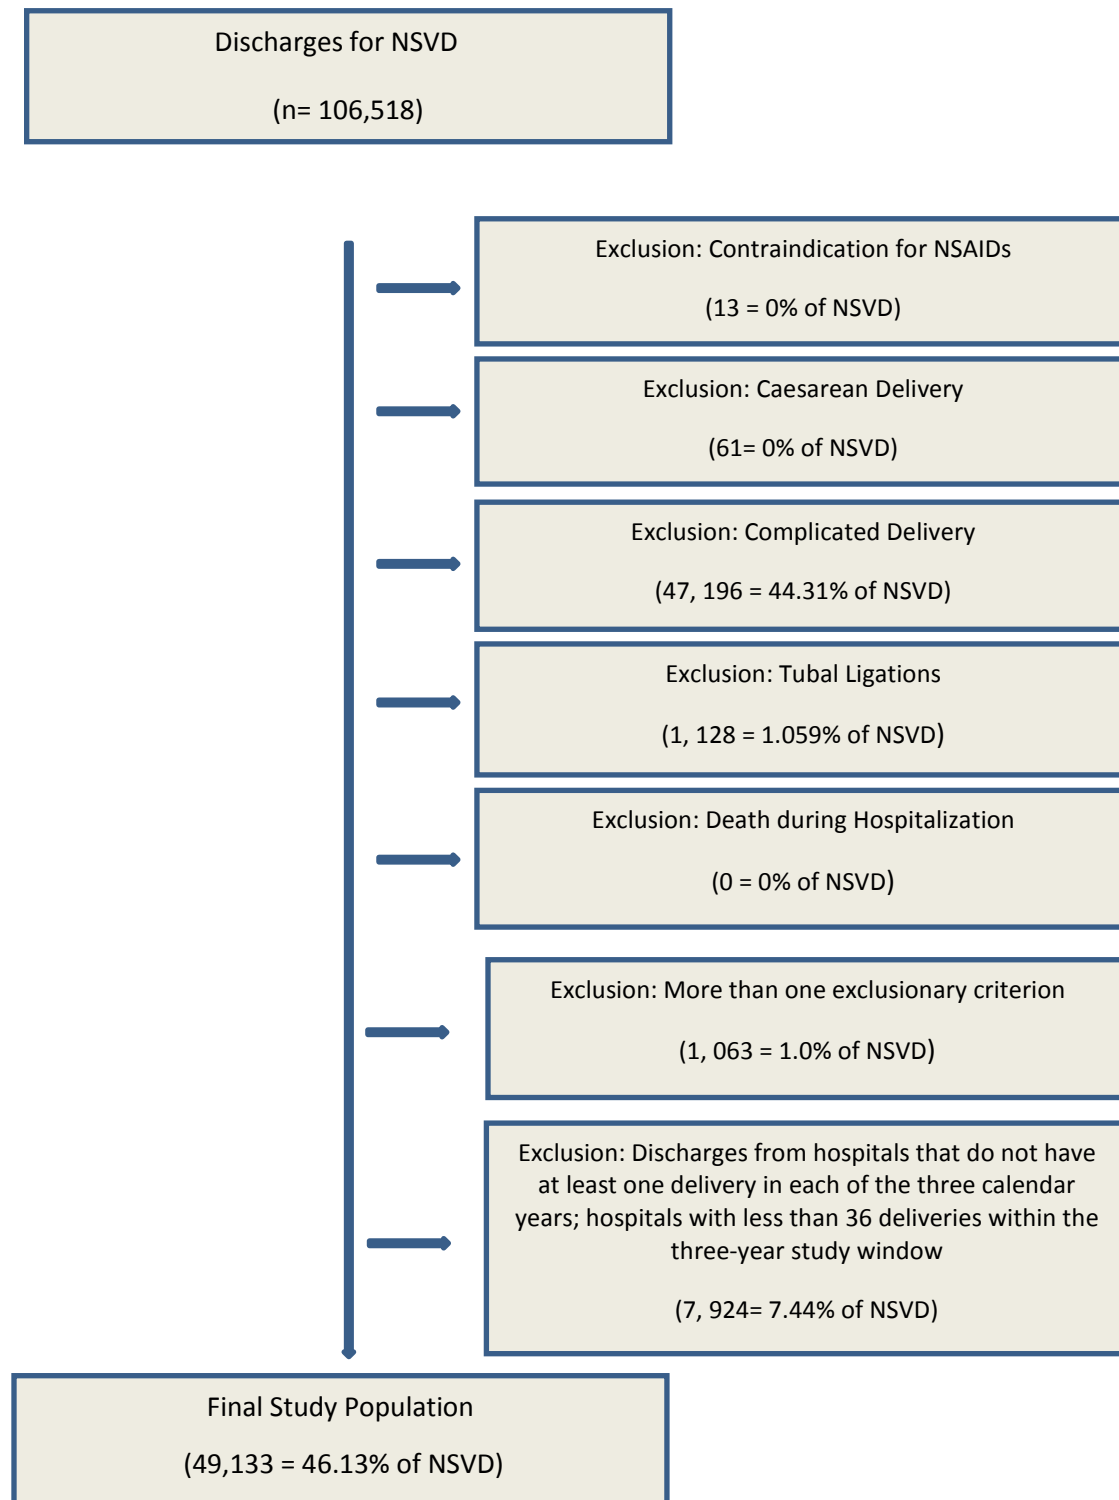 Discharges for NSVD
(n= 106,518)
Exclusion: Contraindication for NSAIDs
(13 = 0% of NSVD)
Exclusion: Caesarean Delivery
(61= 0% of NSVD)
Exclusion: Complicated Delivery
(47, 196 = 44.31% of NSVD)
Exclusion: Tubal Ligations
(1, 128 = 1.059% of NSVD)
Exclusion: Death during Hospitalization
(0 = 0% of NSVD)
Exclusion: More than one exclusionary criterion
(1, 063 = 1.0% of NSVD)
Exclusion: Discharges from hospitals that do not have
at least one delivery in each of the three calendar
years; hospitals with less than 36 deliveries within the
three-year study window
(7, 924= 7.44% of NSVD)
Final Study Population
(49,133 = 46.13% of NSVD)